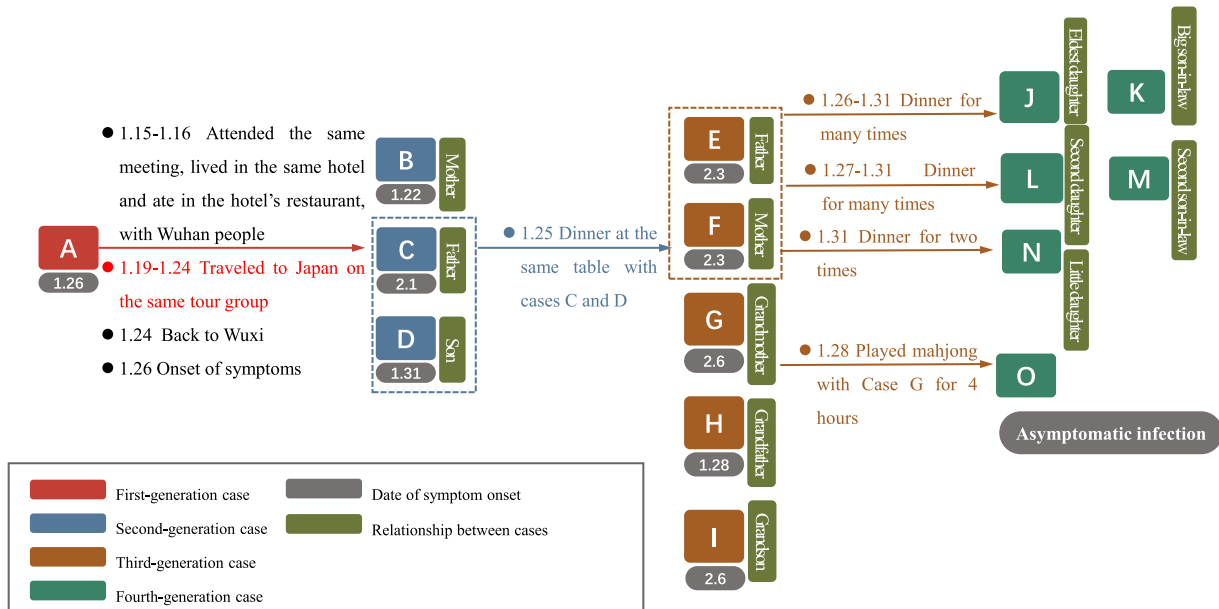 ● 1.15-1.16 Attended the same
meeting, lived in the same hotel
and ate in the hotel's restaurant,
with Wuhan people
● 1.19-1.24 Traveled to Japan on
the same tour group
● 1.24 Back to Wuxi
● 1.26 Onset of symptoms
A
1.26
B
1.22
Mother
C
2.1
Father
D
1.31
Son
● 1.25 Dinner at the
same table with
cases C and D
E
2.3
Father
F
2.3
Mother
G
2.6
Grandmother
H
1.28
Grandfather
I
2.6
Grandson
● 1.26-1.31 Dinner for
many times
● 1.27-1.31 Dinner
for many times
● 1.31 Dinner for two
times
● 1.28 Played mahjong
with Case G for 4
hours
J
Eldest daughter
K
Big son-in-law
L
Second daughter
M
Second son-in-law
N
Little daughter
O
Asymptomatic infection
First-generation case
Second-generation case
Third-generation case
Fourth-generation case
Date of symptom onset
Relationship between cases